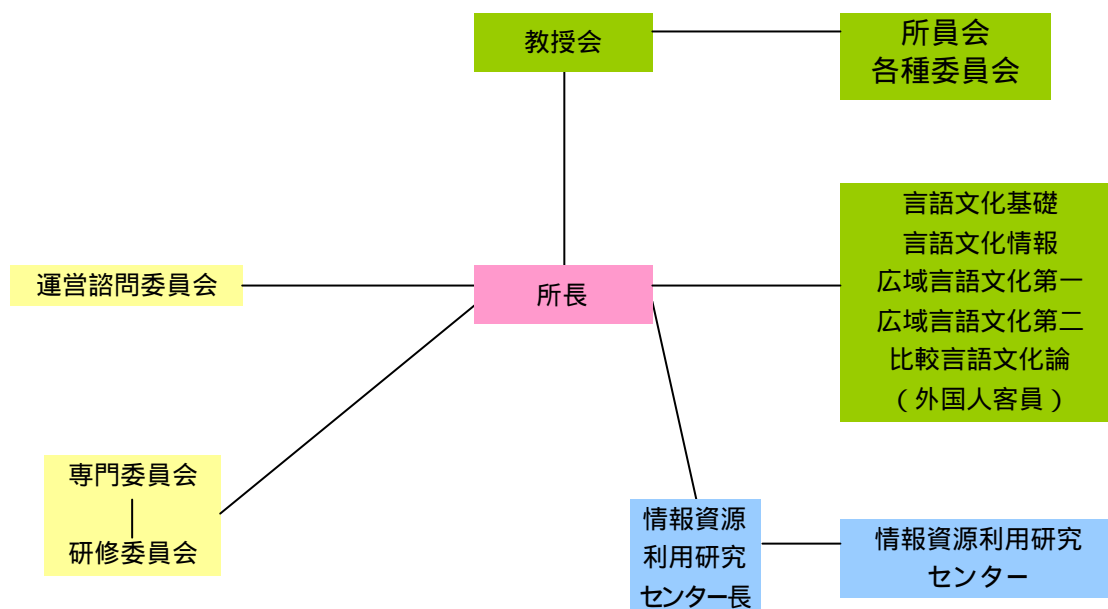 教授会
所員会
各種委員会
言語文化基礎
言語文化情報
広域言語文化第一
広域言語文化第二
比較言語文化論
(外国人客員)
運営諮問委員会
所長
専門委員会
研修委員会
情報資源
利用研究
センター長
情報資源利用研究
センター